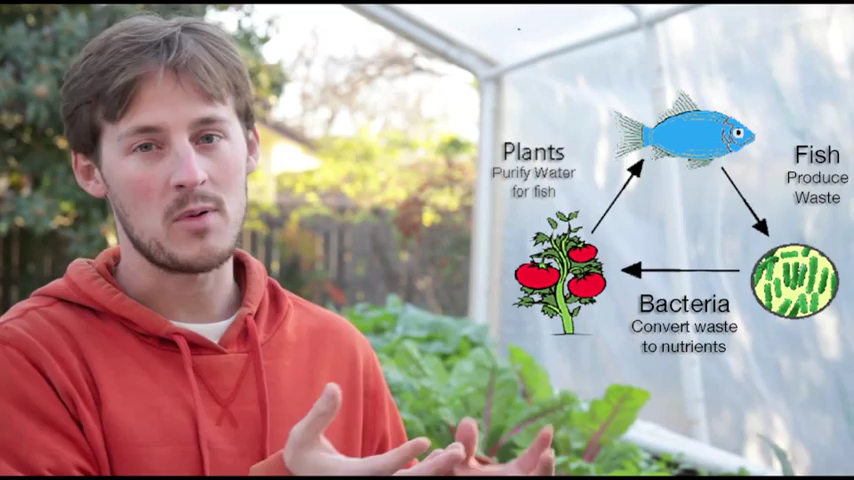 Plants
Purify Water
for fish
Fish
Produce
Waste
Bacteria
Convert waste
to nutrients